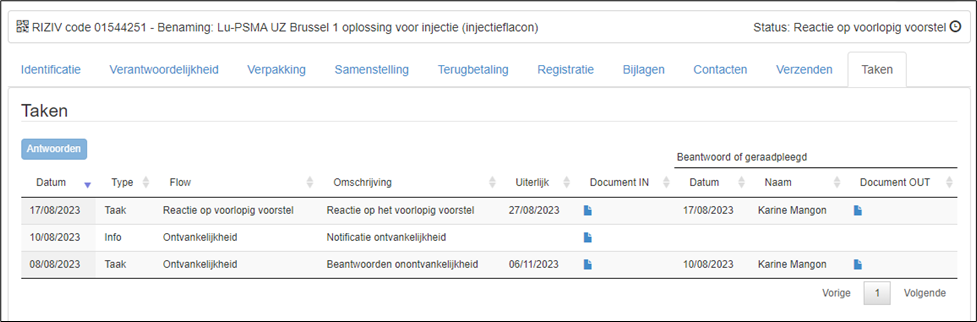 RIZIV code 01544251 - Benaming: Lu-PSMA UZ Brussel 1 oplossing voor injectie (injectieflacon) Status: Reactie op voorlopig voorstel
Identificatie Verantwoordelijkheid Verpakking Samenstelling Terugbetaling Registratie Bijlagen Contacten Verzenden Taken
Taken
Antwoorden
Beantwoord of geraadpleegd
Datum Type Flow Omschrijving Uiterlijk Document IN Datum Naam Document OUT
17/08/2023 Taak Reactie op voorlopig voorstel Reactie op het voorlopig voorstel 27/08/2023 17/08/2023 Karine Mangon
10/08/2023 Info Ontvankelijkheid Notificatie ontvankelijkheid
08/08/2023 Taak Ontvankelijkheid Beantwoorden onontvankelijkheid 06/11/2023 10/08/2023 Karine Mangon
Vorige 1 Volgende